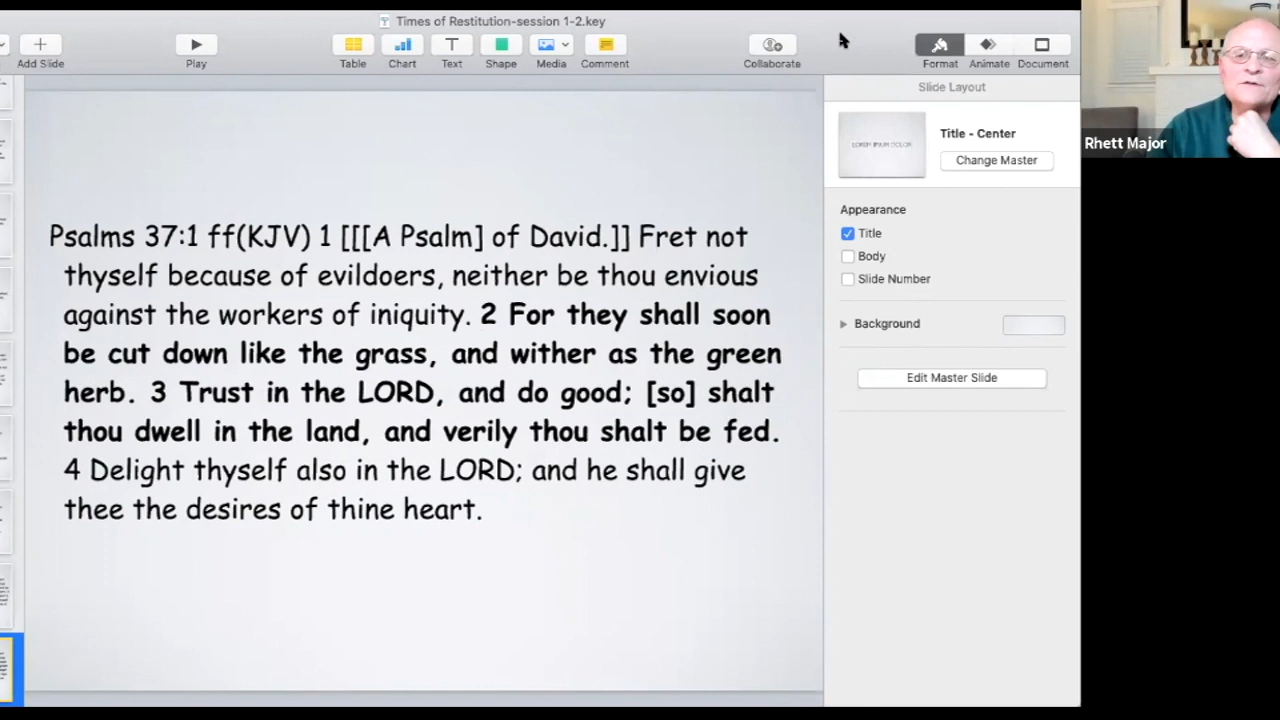 Times of Restitution-session 1-2.key
Add Slide
Play
Table
Chart
Text
Shape
Media
Comment
Collaborate
Format
Animate
Document
Slide Layout
LOREM IPSUM DOLOR
Title - Center
Change Master
Appearance
Title
Body
Slide Number
Background
Edit Master Slide
Psalms 37:1 ff(KJV) 1 [[[A Psalm] of David.]] Fret not
thyself because of evildoers, neither be thou envious
against the workers of iniquity. 2 For they shall soon
be cut down like the grass, and wither as the green
herb. 3 Trust in the LORD, and do good; [so] shalt
thou dwell in the land, and verily thou shalt be fed.
4 Delight thyself also in the LORD; and he shall give
thee the desires of thine heart.
Rhett Major